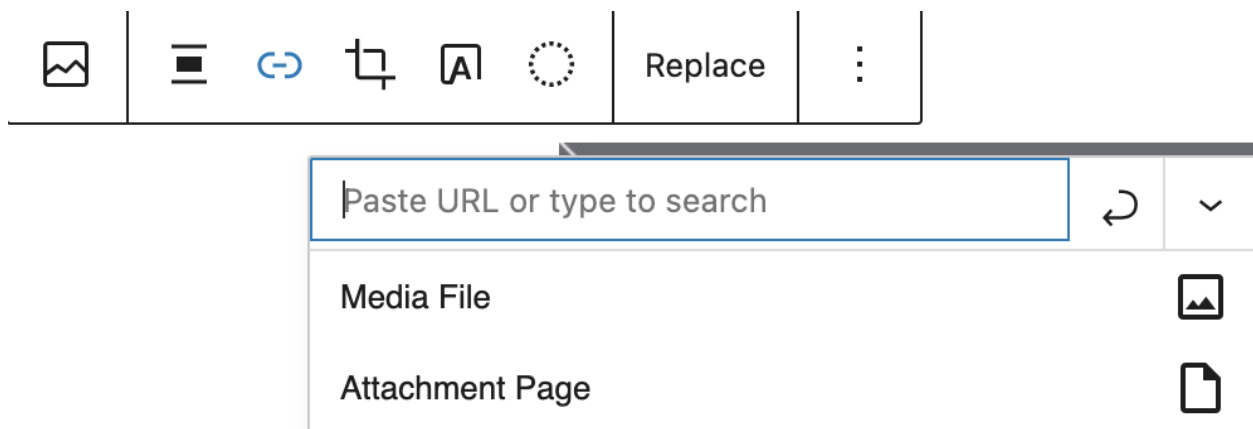 Replace
Paste URL or type to search
Media File
Attachment Page